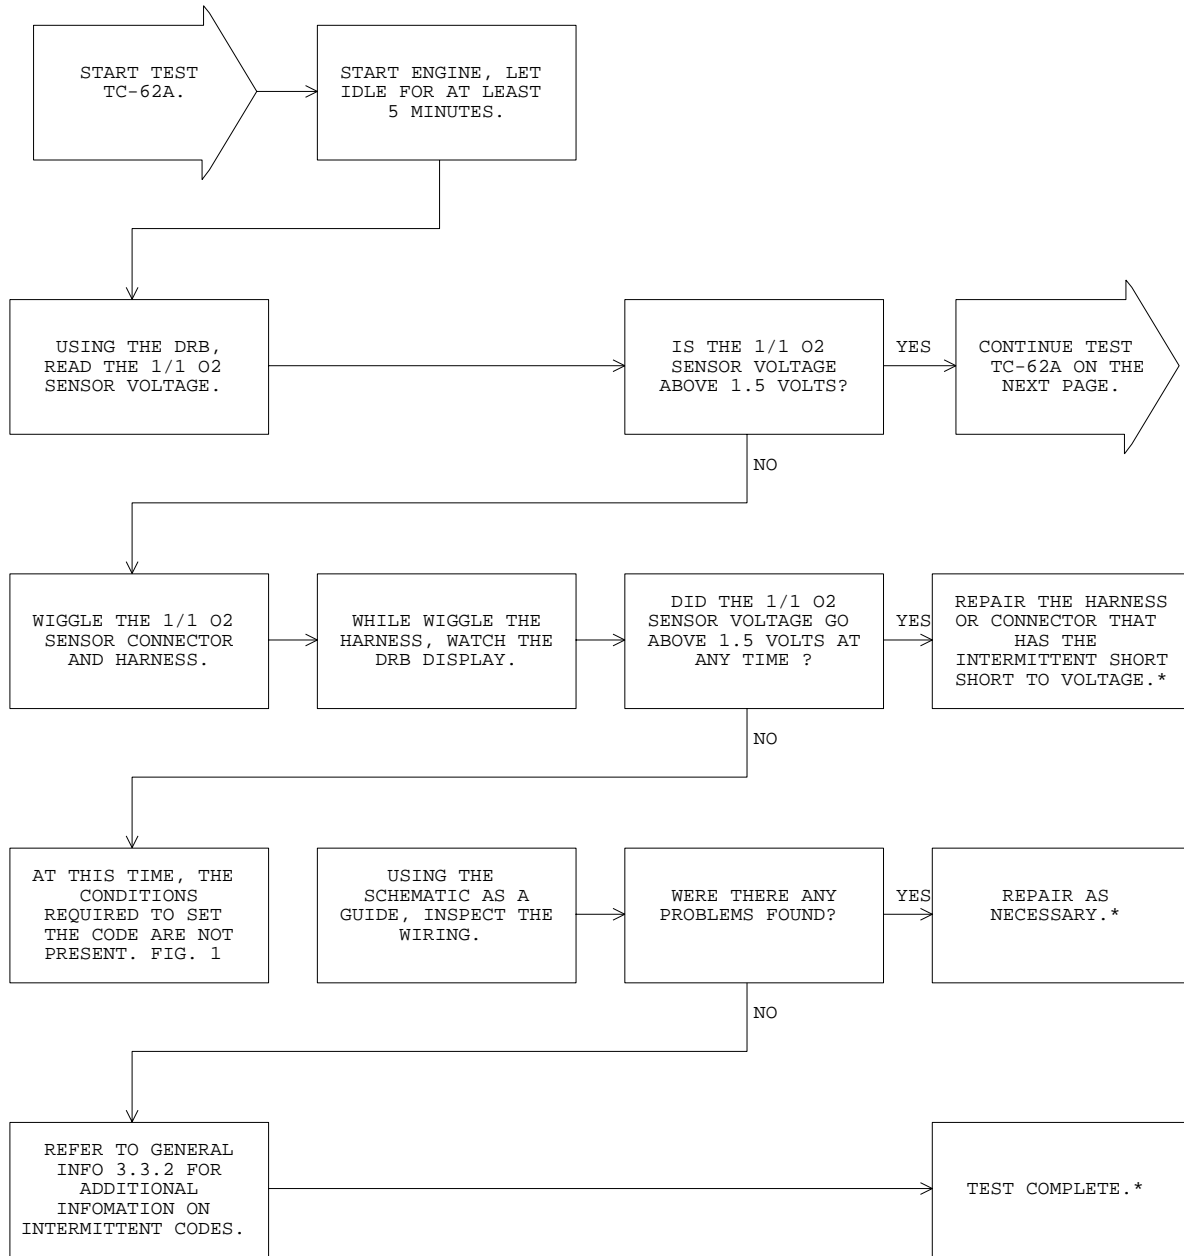 START TEST
TC-62A.
START ENGINE, LET
IDLE FOR AT LEAST
5 MINUTES.
USING THE DRB,
READ THE 1/1 O2
SENSOR VOLTAGE.
IS THE 1/1 O2
SENSOR VOLTAGE
ABOVE 1.5 VOLTS?
YES
CONTINUE TEST
TC-62A ON THE
NEXT PAGE.
NO
WIGGLE THE 1/1 O2
SENSOR CONNECTOR
AND HARNESS.
WHILE WIGGLE THE
HARNESS, WATCH THE
DRB DISPLAY.
DID THE 1/1 O2
SENSOR VOLTAGE GO
ABOVE 1.5 VOLTS AT
ANY TIME ?
YES
REPAIR THE HARNESS
OR CONNECTOR THAT
HAS THE
INTERMITTENT SHORT
SHORT TO VOLTAGE.*
NO
AT THIS TIME, THE
CONDITIONS
REQUIRED TO SET
THE CODE ARE NOT
PRESENT. FIG. 1
USING THE
SCHEMATIC AS A
GUIDE, INSPECT THE
WIRING.
WERE THERE ANY
PROBLEMS FOUND?
YES
REPAIR AS
NECESSARY.*
NO
REFER TO GENERAL
INFO 3.3.2 FOR
ADDITIONAL
INFOMATION ON
INTERMITTENT CODES.
TEST COMPLETE.*